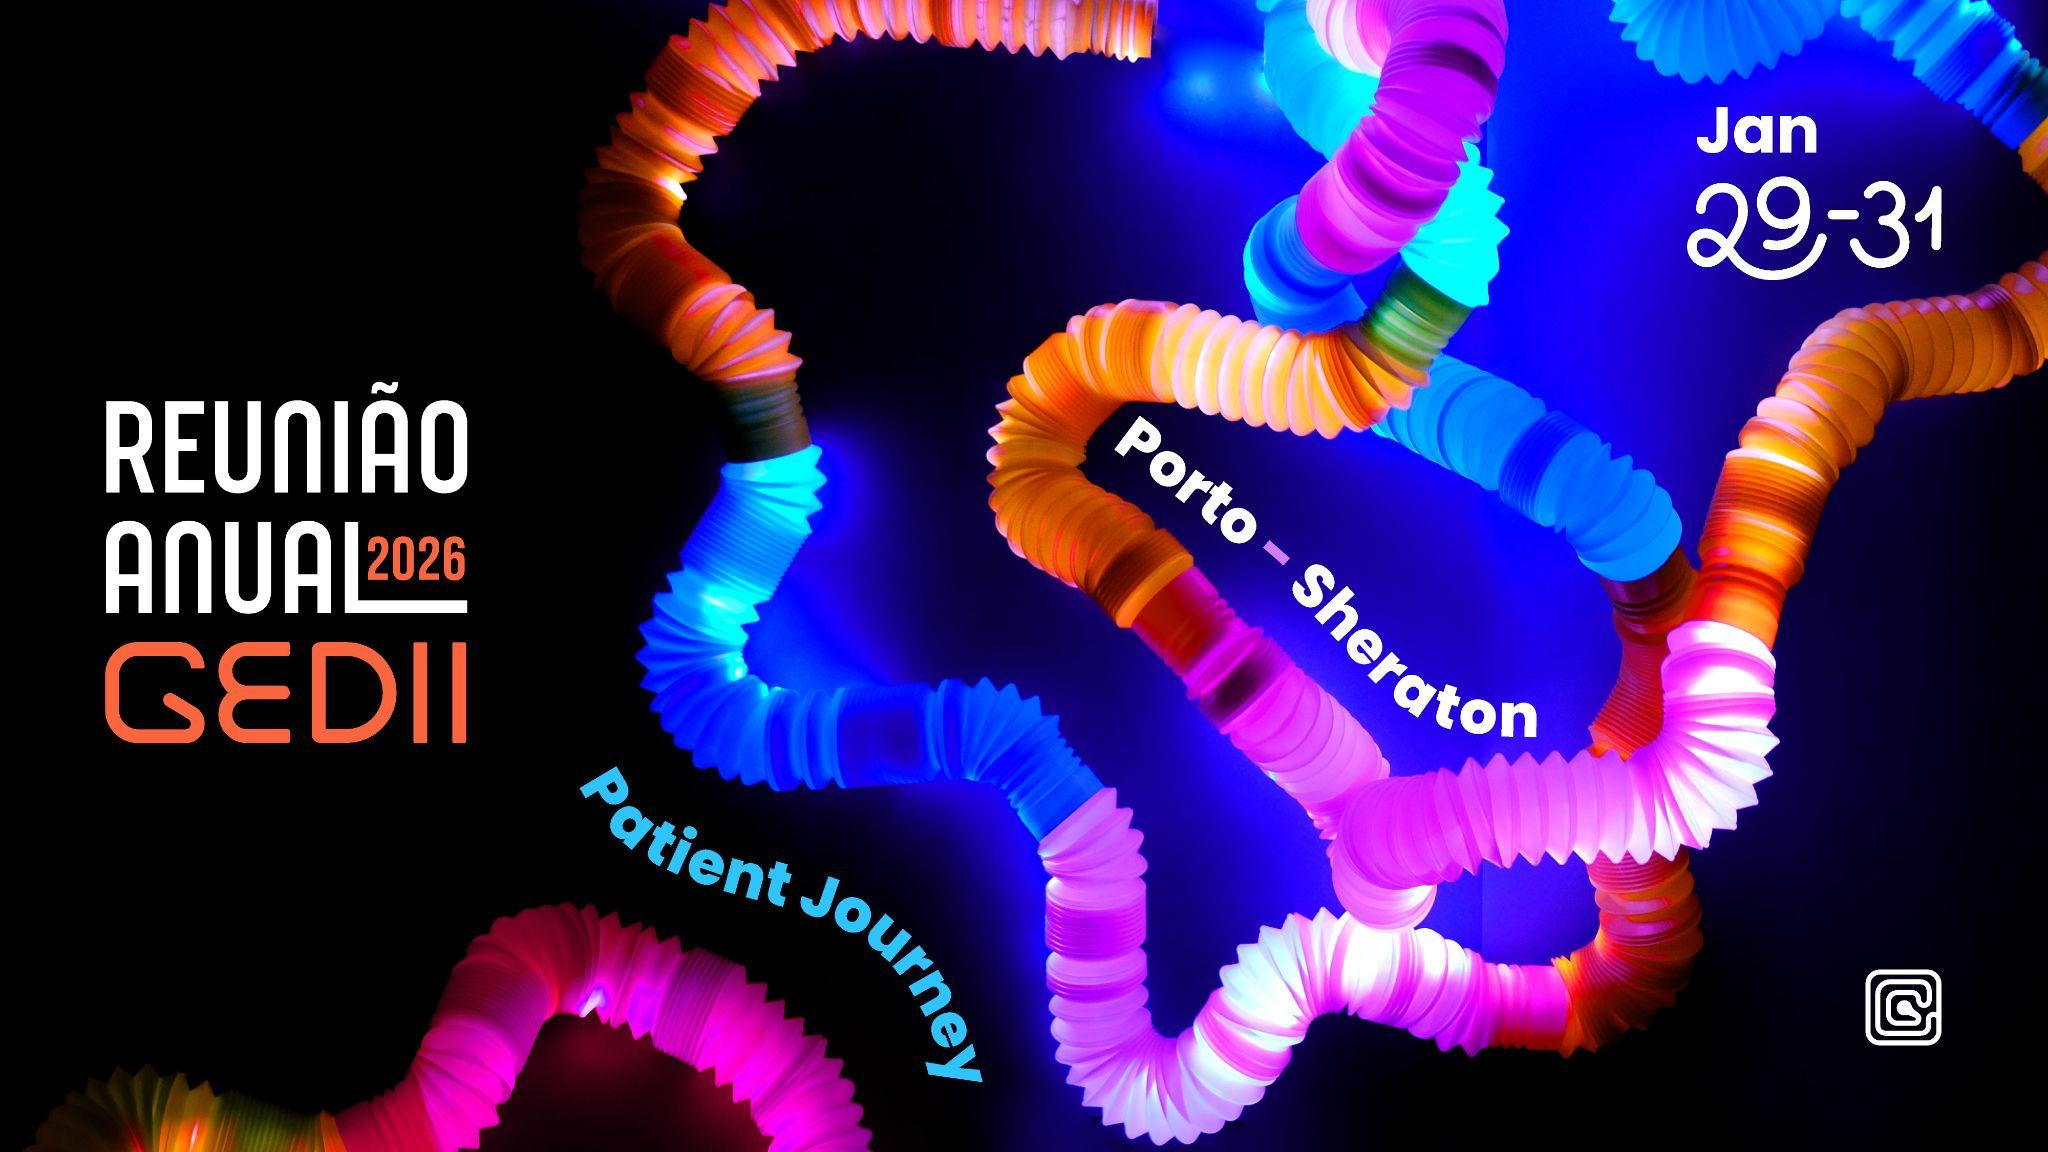 REUNIÃO
ANUAL 2026
GEDII
Patient Journey
Porto - Sheraton
Jan
29-31